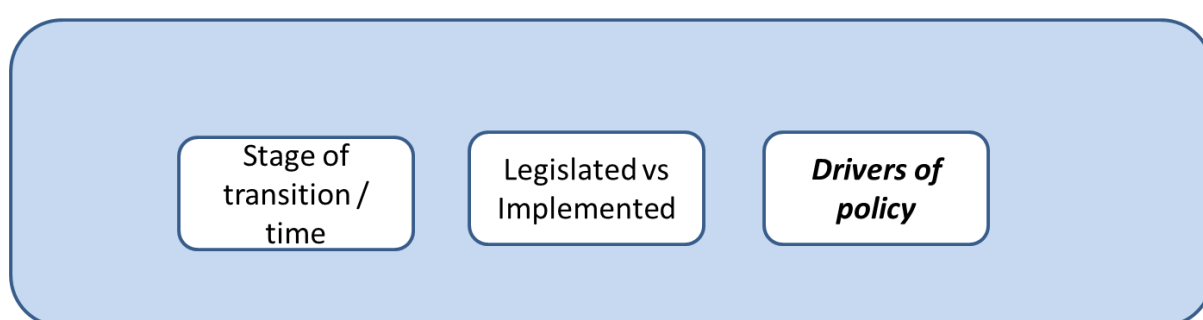 Stage of
transition /
time
Legislated vs
Implemented
Drivers of
policy